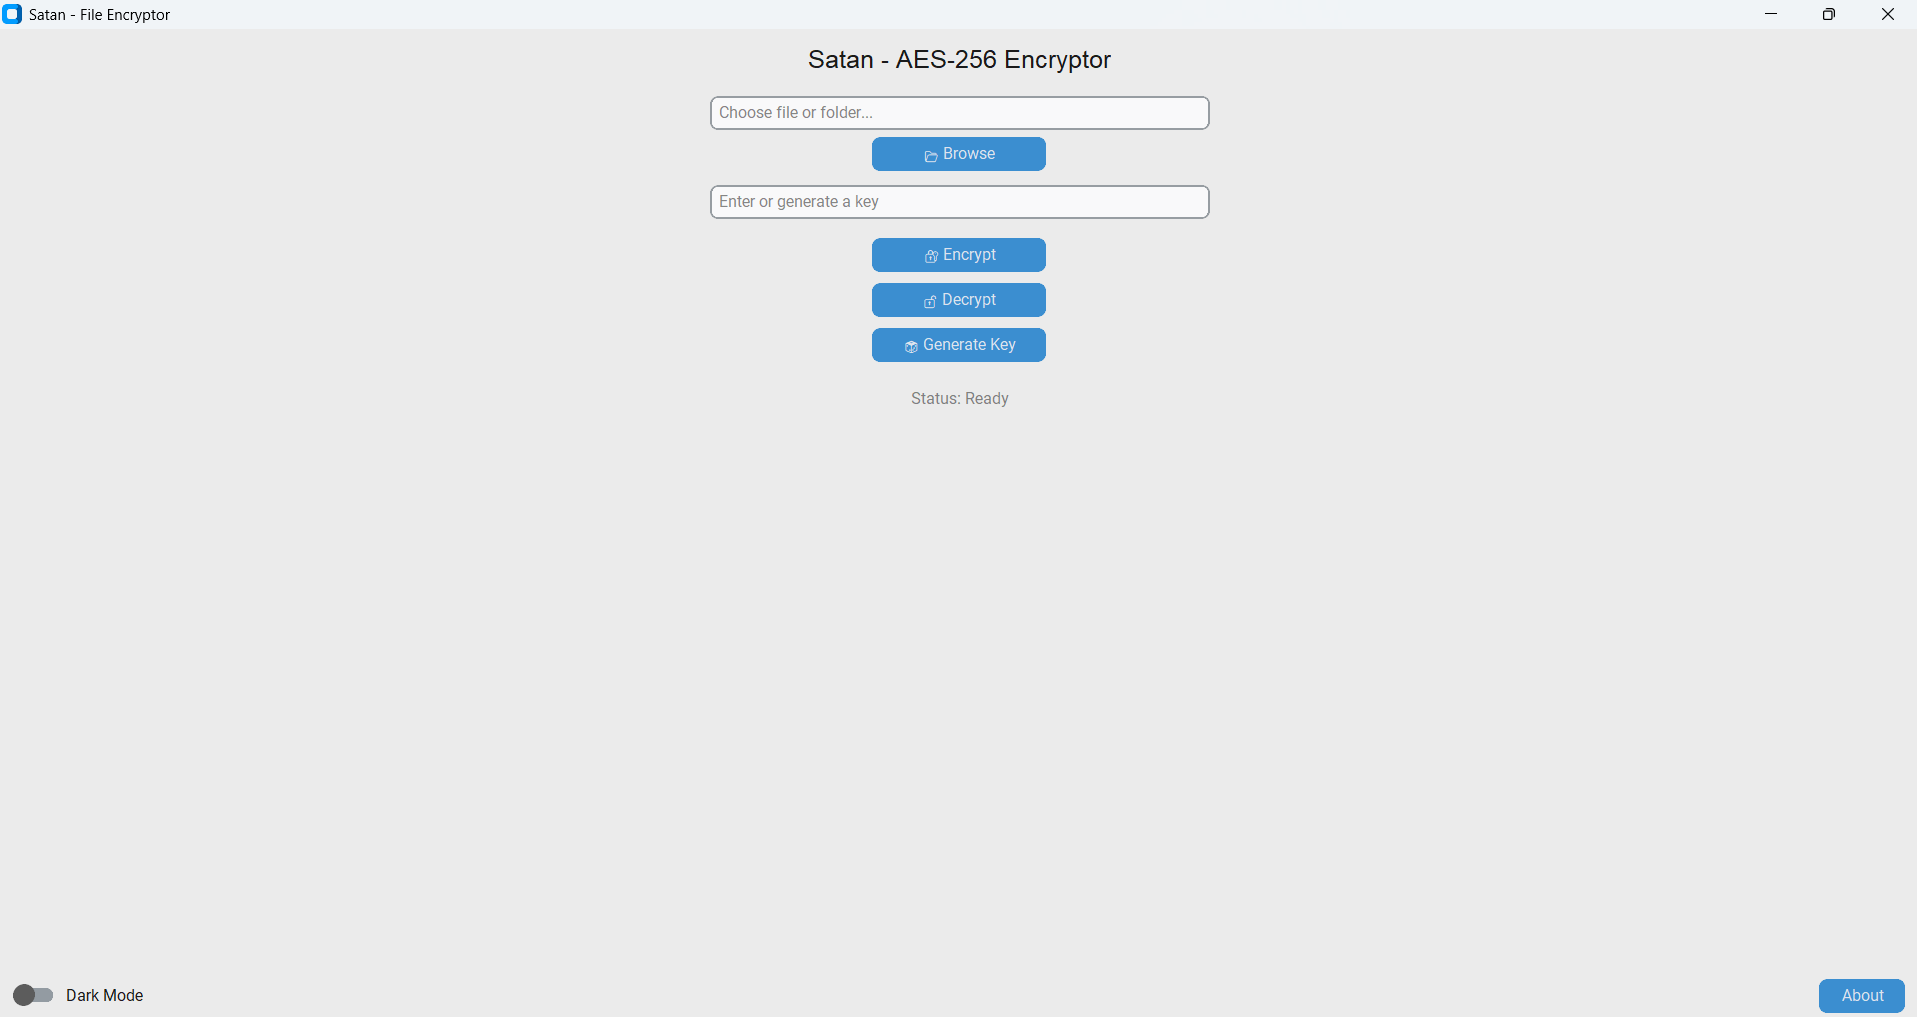 Satan - File Encryptor
Satan - AES-256 Encryptor
Choose file or folder...
Browse
Enter or generate a key
Encrypt
Decrypt
Generate Key
Status: Ready
Dark Mode
About